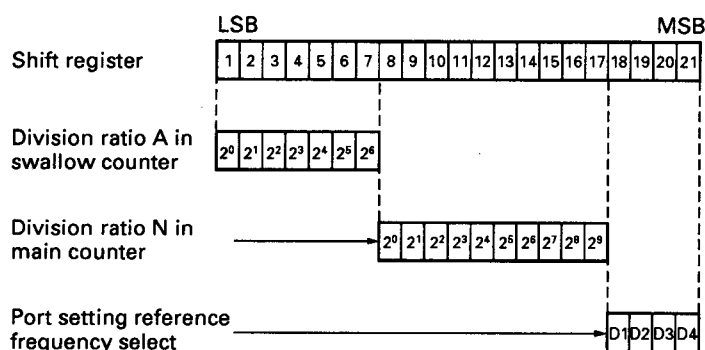 LSB MSB
Shift register 1 2 3 4 5 6 7 8 9 10 11 12 13 14 15 16 17 18 19 20 21
Division ratio A in
swallow counter
2⁰ 2¹ 2² 2³ 2⁴ 2⁵ 2⁶
Division ratio N in
main counter
2⁰ 2¹ 2² 2³ 2⁴ 2⁵ 2⁶ 2⁷ 2⁸ 2⁹
Port setting reference
frequency select
D1 D2 D3 D4